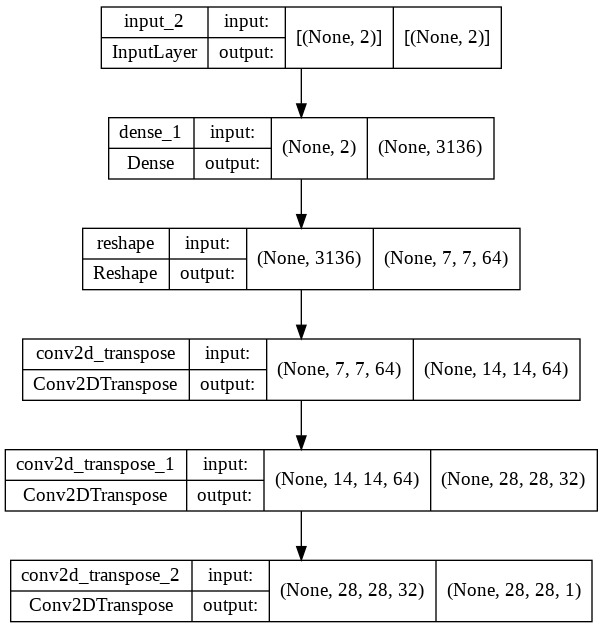 input_2 input: [(None, 2)] [(None, 2)]
InputLayer output:
dense_1 input: (None, 2) (None, 3136)
Dense output:
reshape input: (None, 3136) (None, 7, 7, 64)
Reshape output:
conv2d_transpose input: (None, 7, 7, 64) (None, 14, 14, 64)
Conv2DTranspose output:
conv2d_transpose_1 input: (None, 14, 14, 64) (None, 28, 28, 32)
Conv2DTranspose output:
conv2d_transpose_2 input: (None, 28, 28, 32) (None, 28, 28, 1)
Conv2DTranspose output: